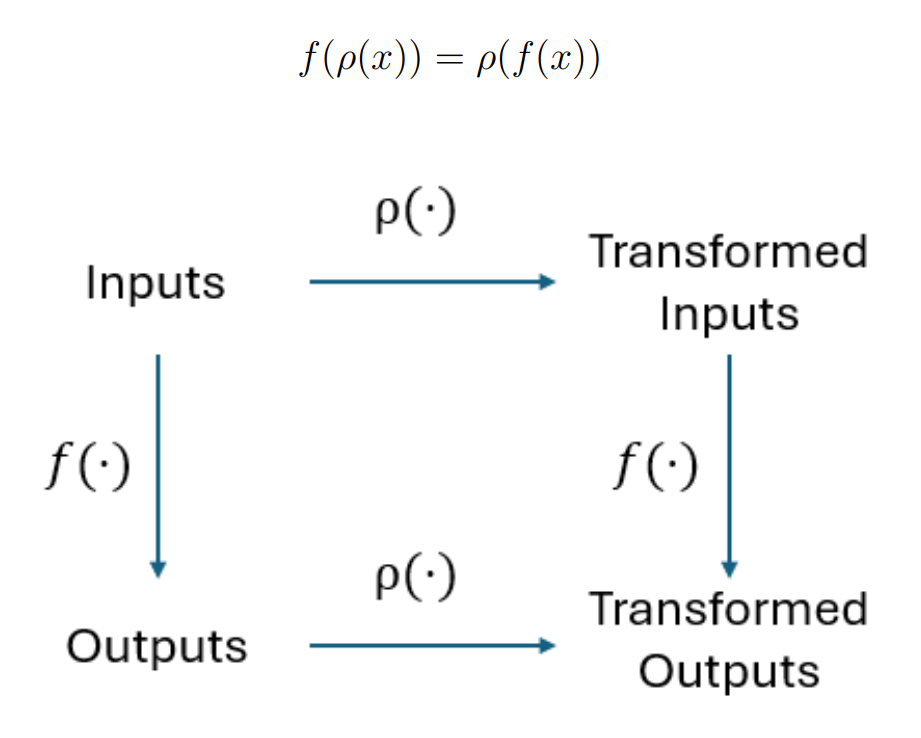 f(ρ(x)) = ρ(f(x))
ρ(·)
Inputs
Transformed
Inputs
f(·)
f(·)
ρ(·)
Outputs
Transformed
Outputs